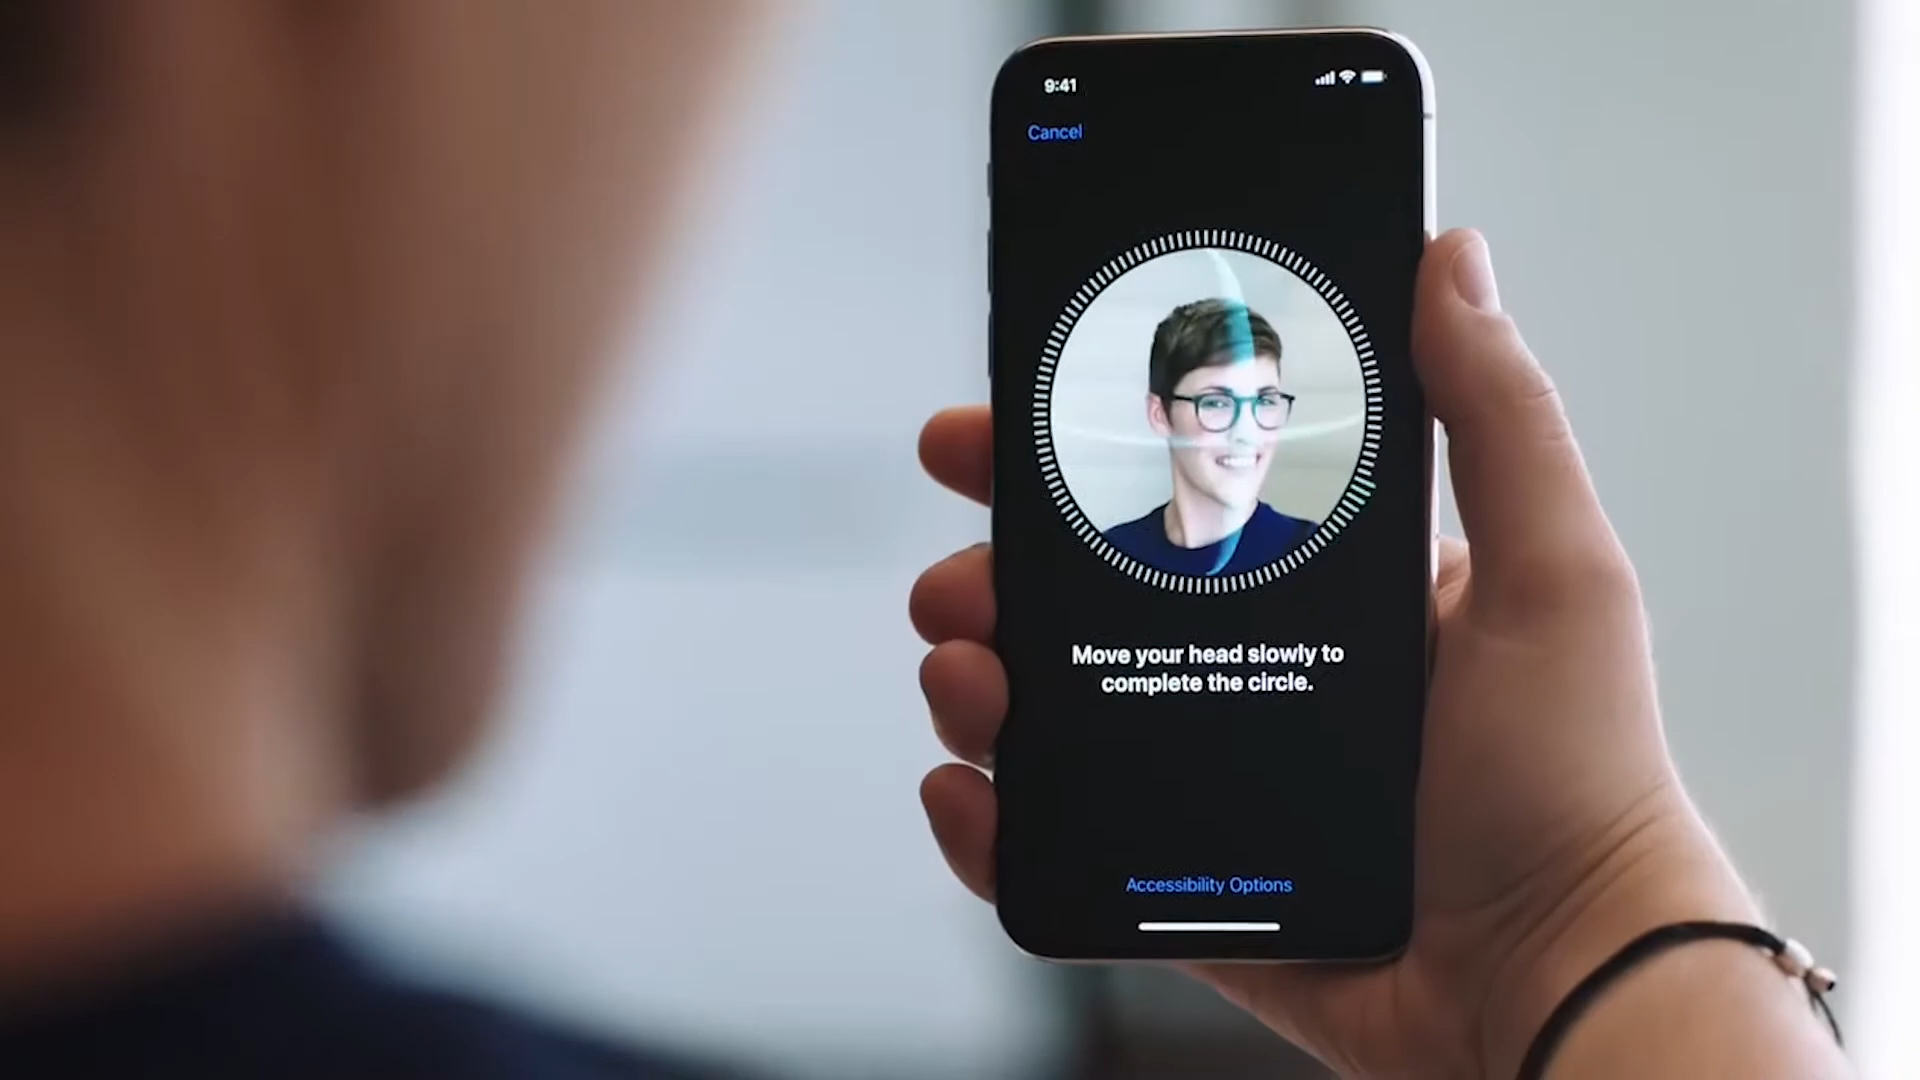 9:41
Cancel
Move your head slowly to
complete the circle.
Accessibility Options